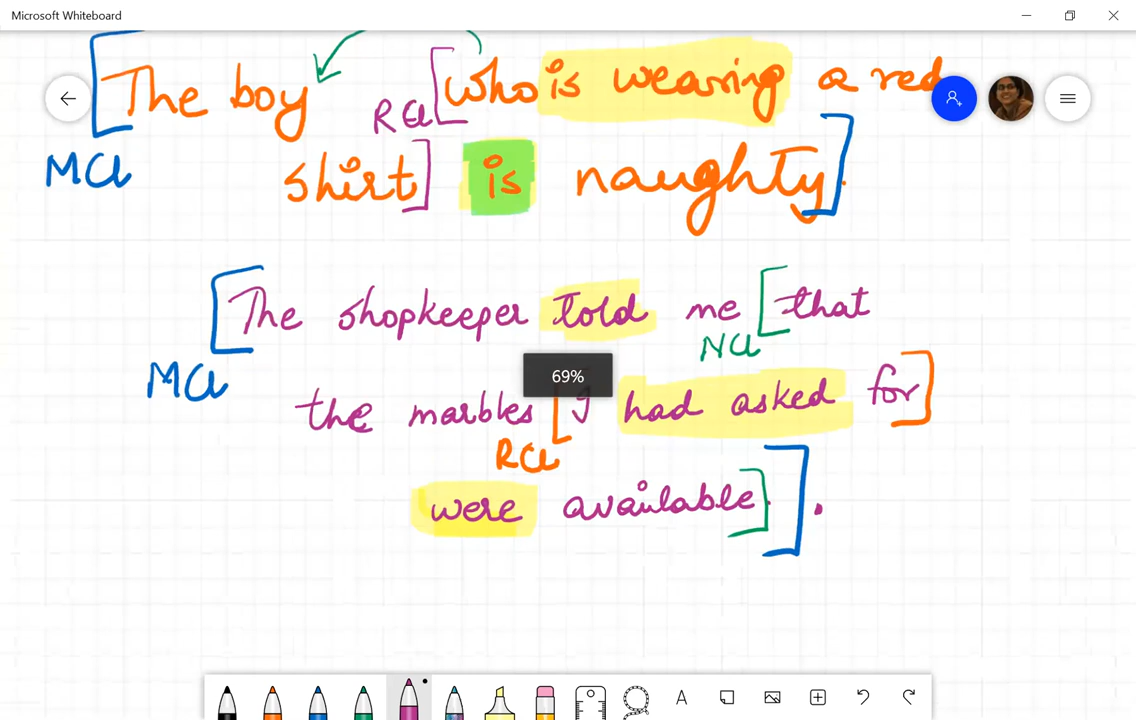 Microsoft Whiteboard
[The boy [who is wearing a red
RCl
MCl
shirt] is naughty].
[The shopkeeper told me [that
NCl
MCl
69%
the marbles [I had asked for]
RCl
were available]].
A